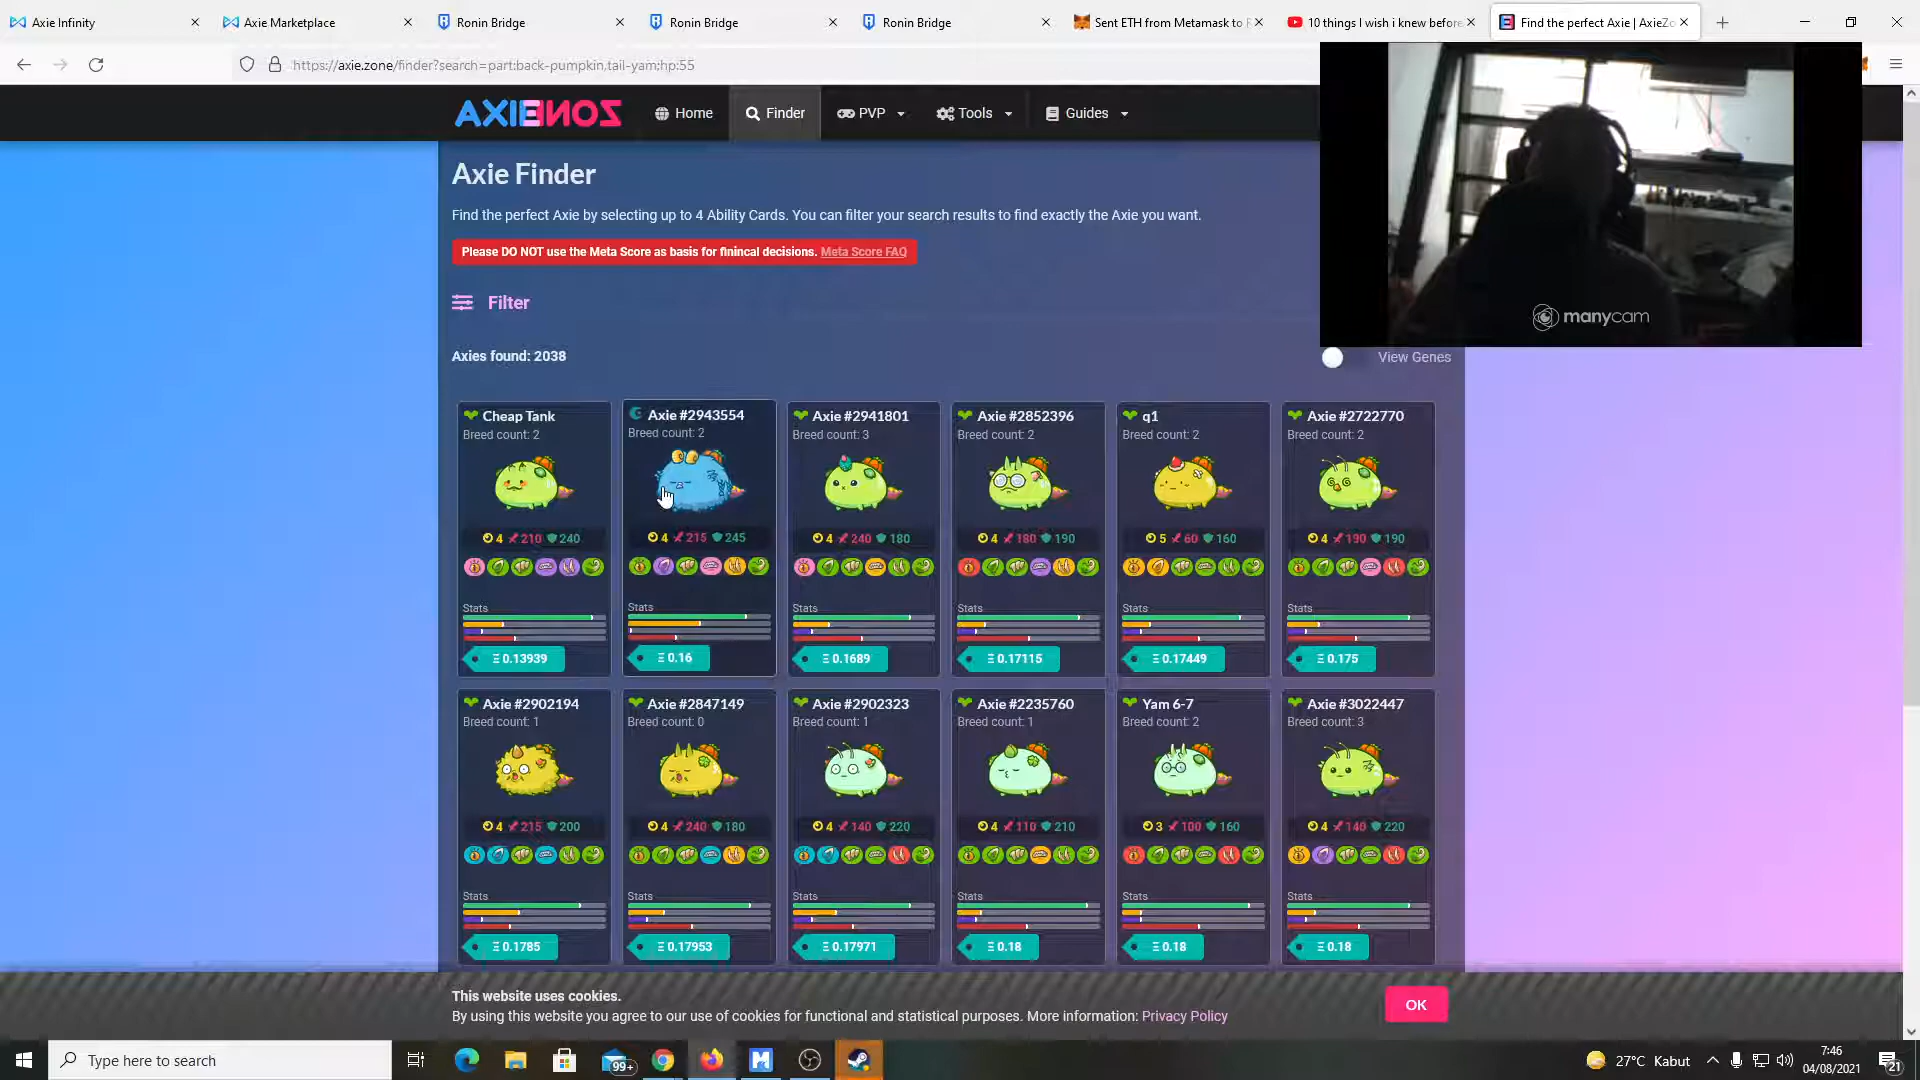 Axie Infinity
Axie Marketplace
Ronin Bridge
Ronin Bridge
Ronin Bridge
Sent ETH from Metamask to R
10 things I wish i knew before
Find the perfect Axie | AxieZo
https://axie.zone/finder?search=part:back-pumpkin,tail-yam;hp:55
AXIE ZONE
Home
Finder
PVP
Tools
Guides
manycam
Axie Finder
Find the perfect Axie by selecting up to 4 Ability Cards. You can filter your search results to find exactly the Axie you want.
Please DO NOT use the Meta Score as basis for finincal decisions. Meta Score FAQ
Filter
Axies found: 2038
View Genes
Cheap Tank
Breed count: 2
4 210 240
Stats
Ξ 0.13939
Axie #2943554
Breed count: 2
4 215 245
Stats
Ξ 0.16
Axie #2941801
Breed count: 3
4 240 180
Stats
Ξ 0.1689
Axie #2852396
Breed count: 2
4 180 190
Stats
Ξ 0.17115
q1
Breed count: 2
5 60 160
Stats
Ξ 0.17449
Axie #2722770
Breed count: 2
4 190 190
Stats
Ξ 0.175
Axie #2902194
Breed count: 1
4 215 200
Stats
Ξ 0.1785
Axie #2847149
Breed count: 0
4 240 180
Stats
Ξ 0.17953
Axie #2902323
Breed count: 1
4 140 220
Stats
Ξ 0.17971
Axie #2235760
Breed count: 1
4 110 210
Stats
Ξ 0.18
Yam 6-7
Breed count: 2
3 100 160
Stats
Ξ 0.18
Axie #3022447
Breed count: 3
4 140 220
Stats
Ξ 0.18
This website uses cookies.
By using this website you agree to our use of cookies for functional and statistical purposes. More information: Privacy Policy
OK
Type here to search
99+
27°C Kabut
7:46
04/08/2021
21